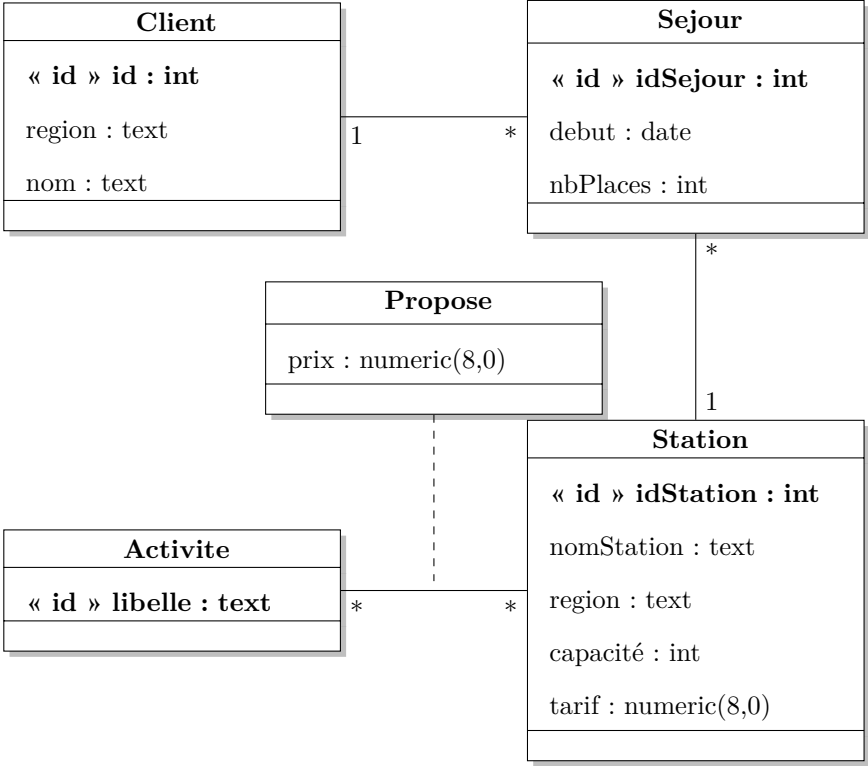 Client
« id » id : int
region : text
nom : text
1
*
Sejour
« id » idSejour : int
debut : date
nbPlaces : int
*
1
Propose
prix : numeric(8,0)
Activite
« id » libelle : text
*
*
Station
« id » idStation : int
nomStation : text
region : text
capacité : int
tarif : numeric(8,0)